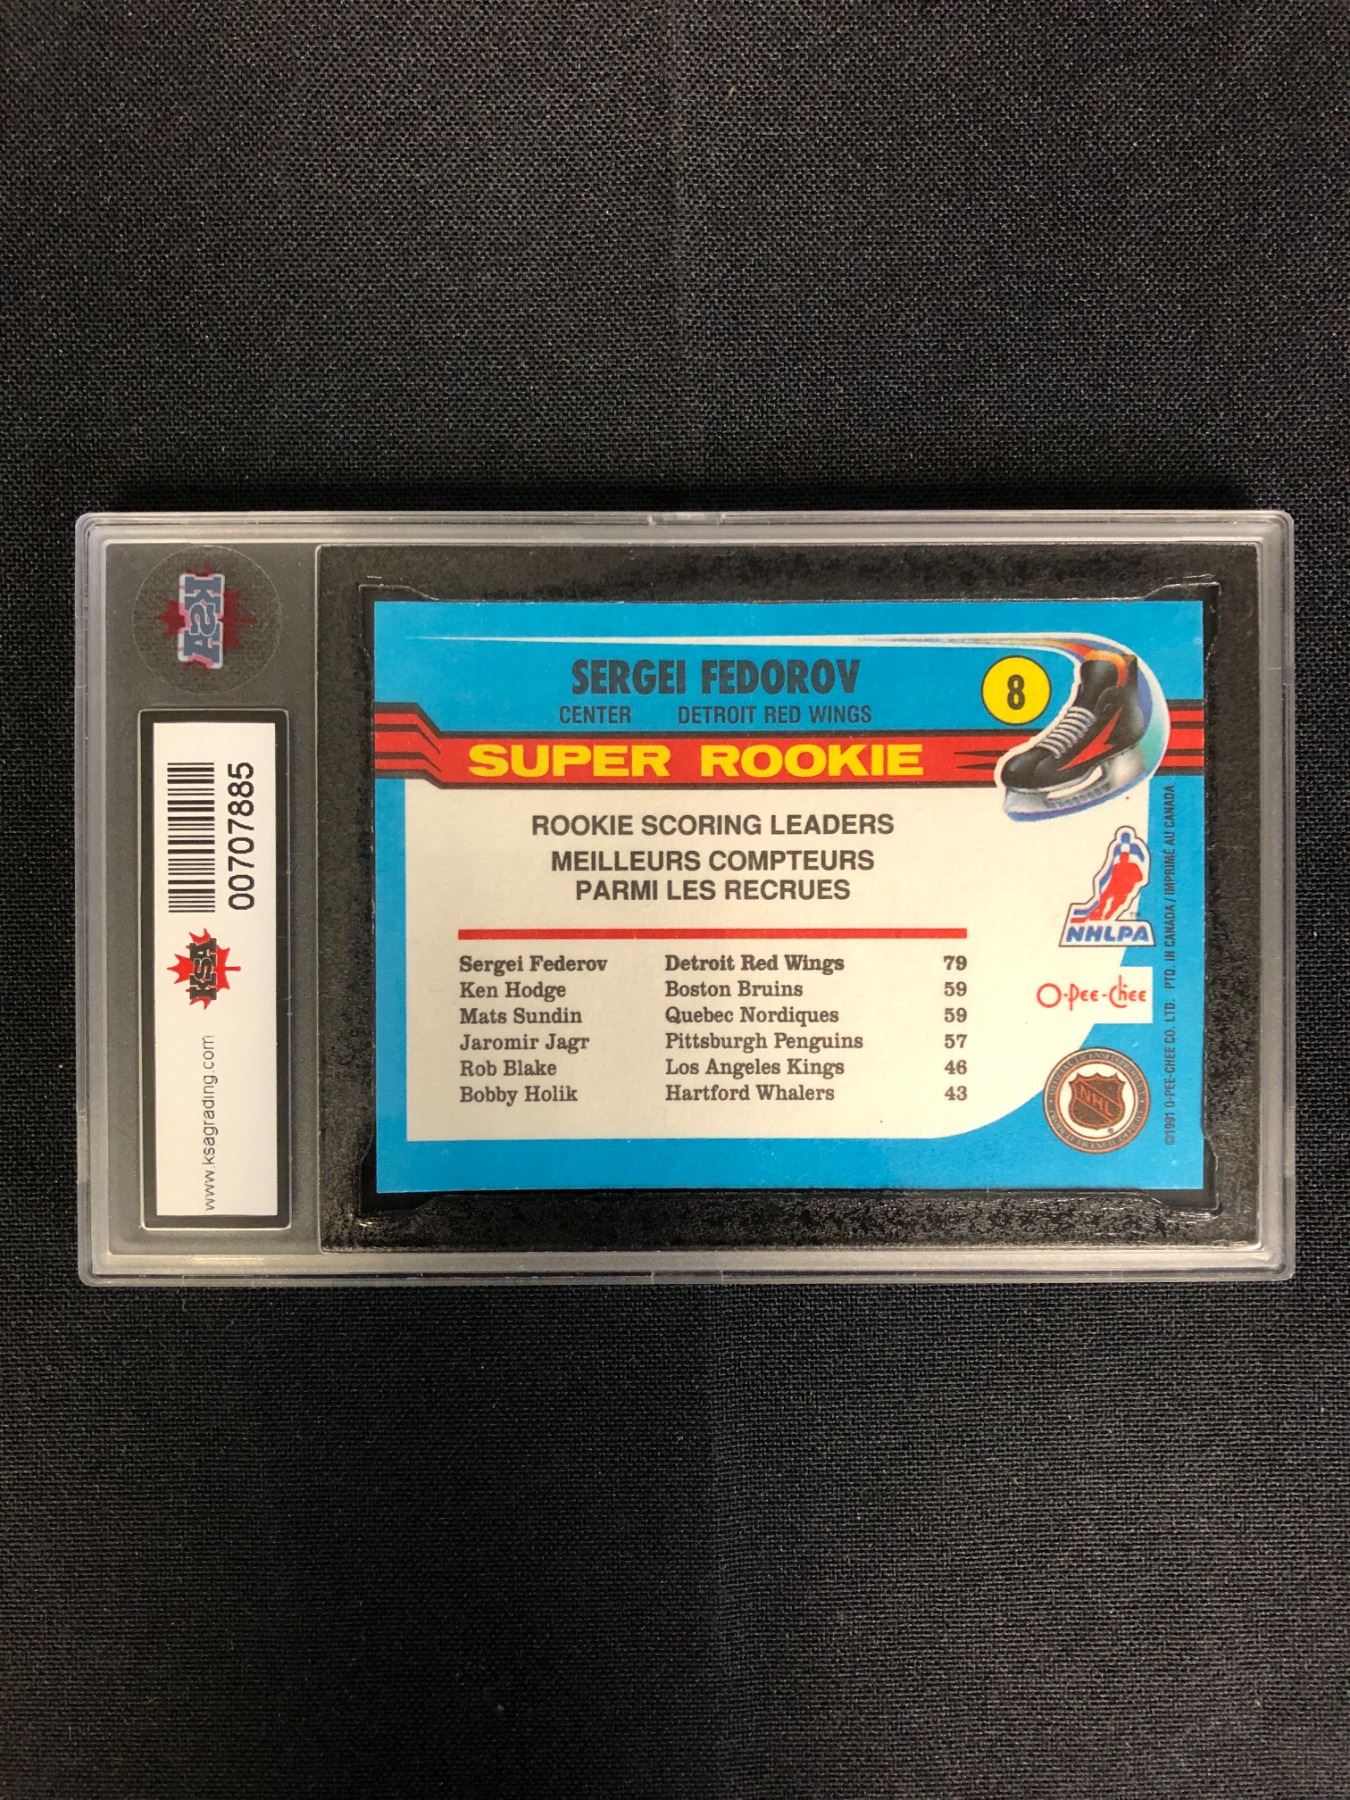 KSA
00707885
KSA
www.ksagrading.com
SERGEI FEDOROV
8
CENTER DETROIT RED WINGS
SUPER ROOKIE
ROOKIE SCORING LEADERS
MEILLEURS COMPTEURS
PARMI LES RECRUES
Sergei Federov Detroit Red Wings 79
Ken Hodge Boston Bruins 59
Mats Sundin Quebec Nordiques 59
Jaromir Jagr Pittsburgh Penguins 57
Rob Blake Los Angeles Kings 46
Bobby Holik Hartford Whalers 43
NHLPA
TM
O-Pee-Chee
NHL
©1991 O-PEE-CHEE CO. LTD. PTD. IN CANADA / IMPRIMÉ AU CANADA